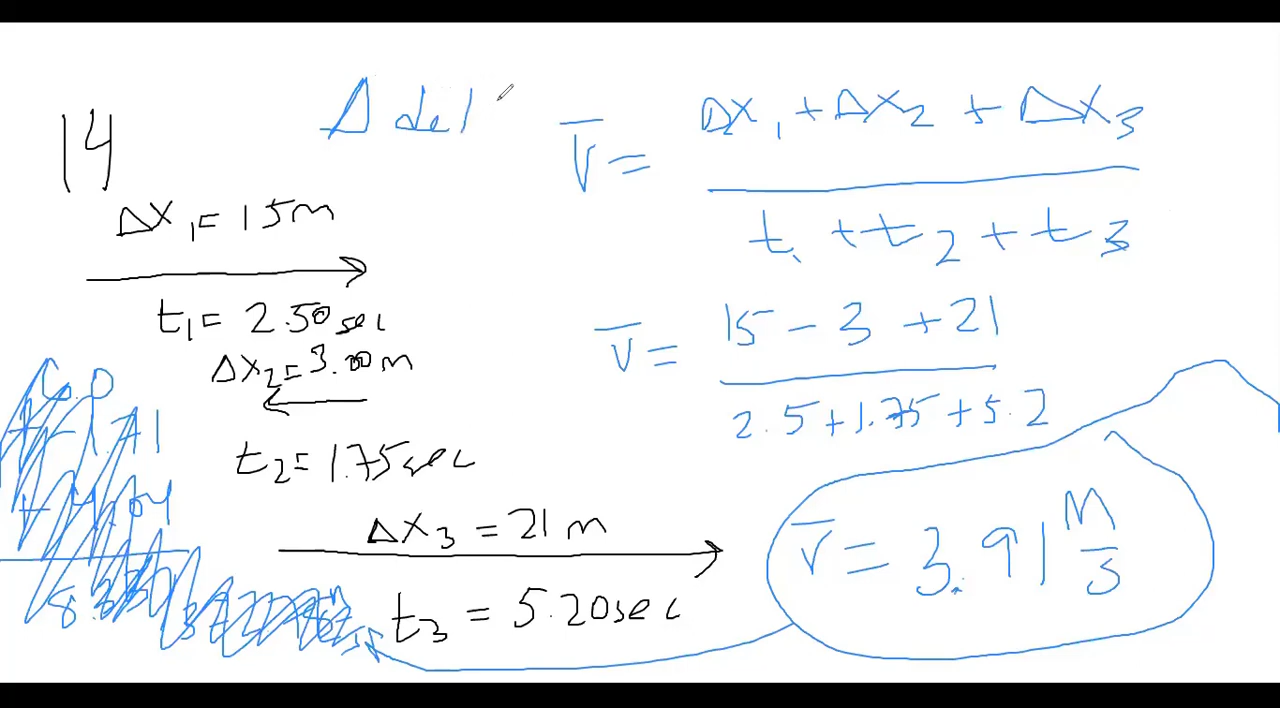 14
Δ del
Δx₁ = 15m
t₁ = 2.50 sec
Δx₂ = 3.00 m
t₂ = 1.75 sec
Δx₃ = 21 m
t₃ = 5.20 sec
v̄ = (Δx₁ + Δx₂ + Δx₃) / (t₁ + t₂ + t₃)
v̄ = (15 - 3 + 21) / (2.5 + 1.75 + 5.2)
v̄ = 3.91 m/s